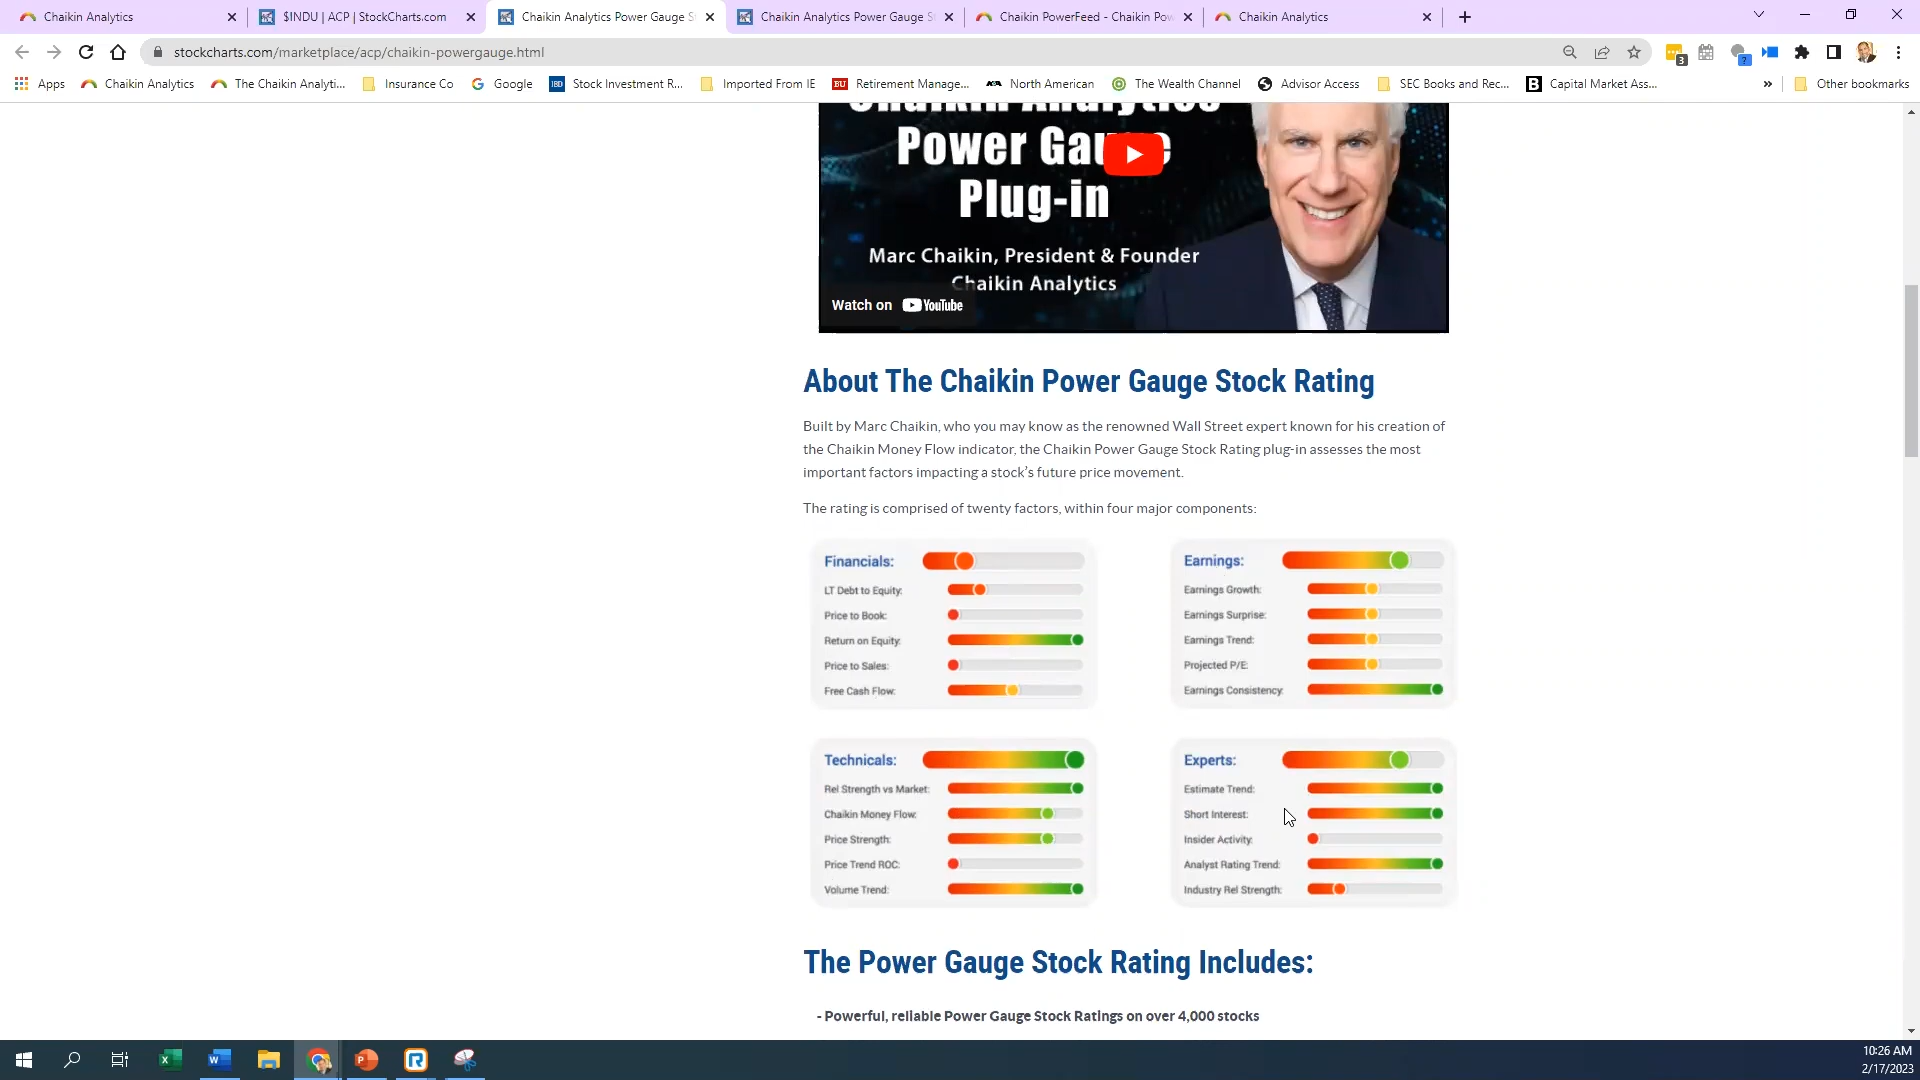 Chaikin Analytics
$INDU | ACP | StockCharts.com
Chaikin Analytics Power Gauge S
Chaikin Analytics Power Gauge S
Chaikin PowerFeed - Chaikin Pow
Chaikin Analytics
stockcharts.com/marketplace/acp/chaikin-powergauge.html
3
?
Apps
Chaikin Analytics
The Chaikin Analyti...
Insurance Co
Google
IBD
Stock Investment R...
Imported From IE
BU
Retirement Manage...
North American
The Wealth Channel
Advisor Access
SEC Books and Rec...
B
Capital Market Ass...
»
Other bookmarks
Chaikin Analytics
Power Gauge
Plug-in
Marc Chaikin, President & Founder
Chaikin Analytics
Watch on YouTube
About The Chaikin Power Gauge Stock Rating
Built by Marc Chaikin, who you may know as the renowned Wall Street expert known for his creation of
the Chaikin Money Flow indicator, the Chaikin Power Gauge Stock Rating plug-in assesses the most
important factors impacting a stock’s future price movement.
The rating is comprised of twenty factors, within four major components:
Financials:
LT Debt to Equity:
Price to Book:
Return on Equity:
Price to Sales:
Free Cash Flow:
Earnings:
Earnings Growth:
Earnings Surprise:
Earnings Trend:
Projected P/E:
Earnings Consistency:
Technicals:
Rel Strength vs Market:
Chaikin Money Flow:
Price Strength:
Price Trend ROC:
Volume Trend:
Experts:
Estimate Trend:
Short Interest:
Insider Activity:
Analyst Rating Trend:
Industry Rel Strength:
The Power Gauge Stock Rating Includes:
- Powerful, reliable Power Gauge Stock Ratings on over 4,000 stocks
10:26 AM
2/17/2023